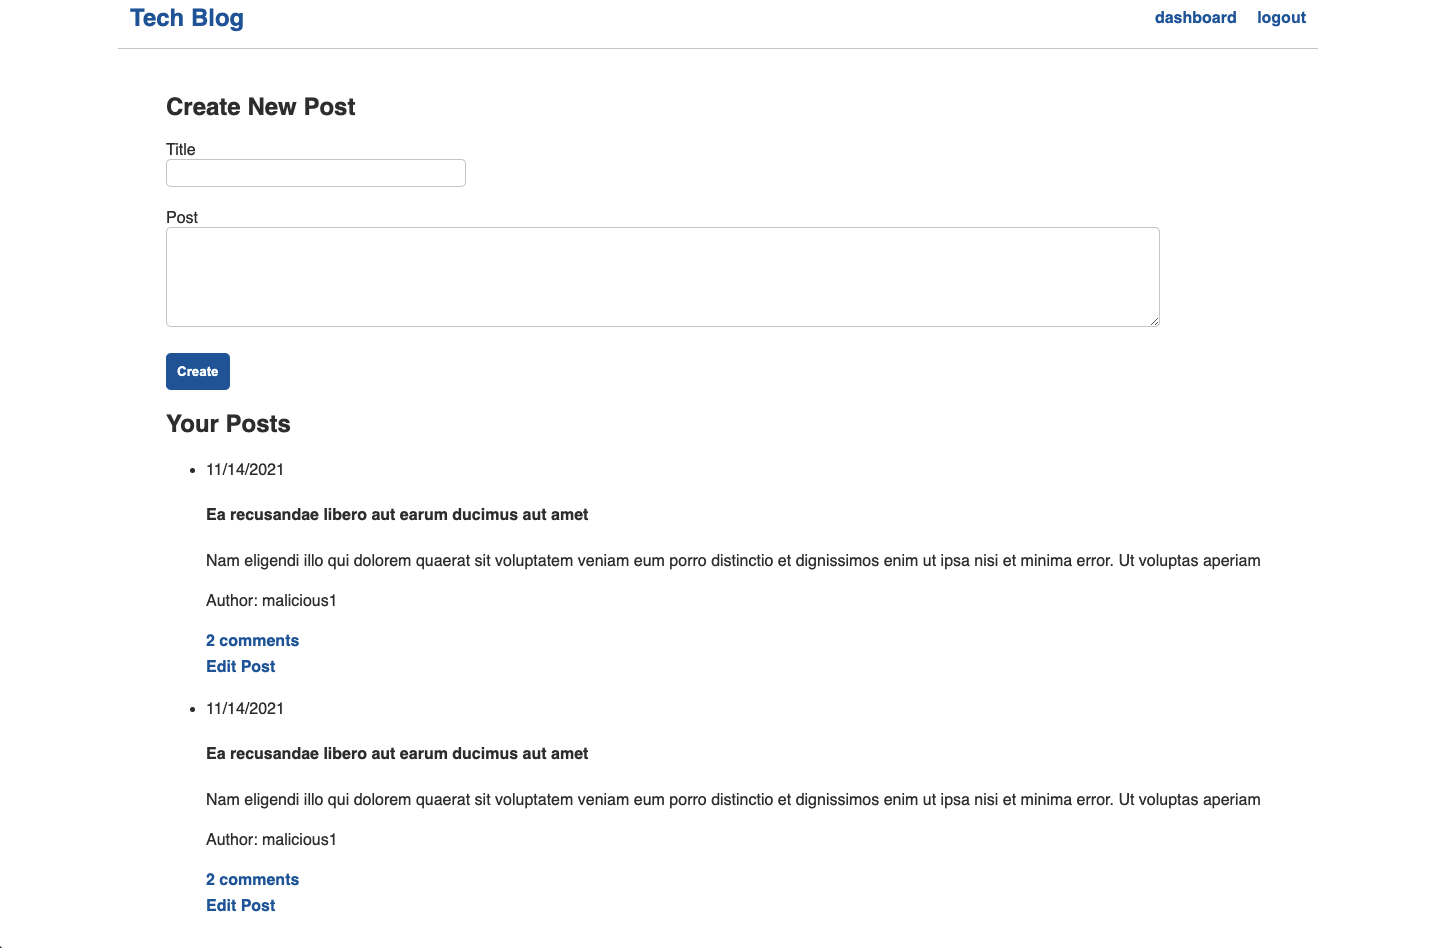 Tech Blog
dashboard logout
Create New Post
Title
Post
Create
Your Posts
11/14/2021
Ea recusandae libero aut earum ducimus aut amet
Nam eligendi illo qui dolorem quaerat sit voluptatem veniam eum porro distinctio et dignissimos enim ut ipsa nisi et minima error. Ut voluptas aperiam
Author: malicious1
2 comments
Edit Post
11/14/2021
Ea recusandae libero aut earum ducimus aut amet
Nam eligendi illo qui dolorem quaerat sit voluptatem veniam eum porro distinctio et dignissimos enim ut ipsa nisi et minima error. Ut voluptas aperiam
Author: malicious1
2 comments
Edit Post